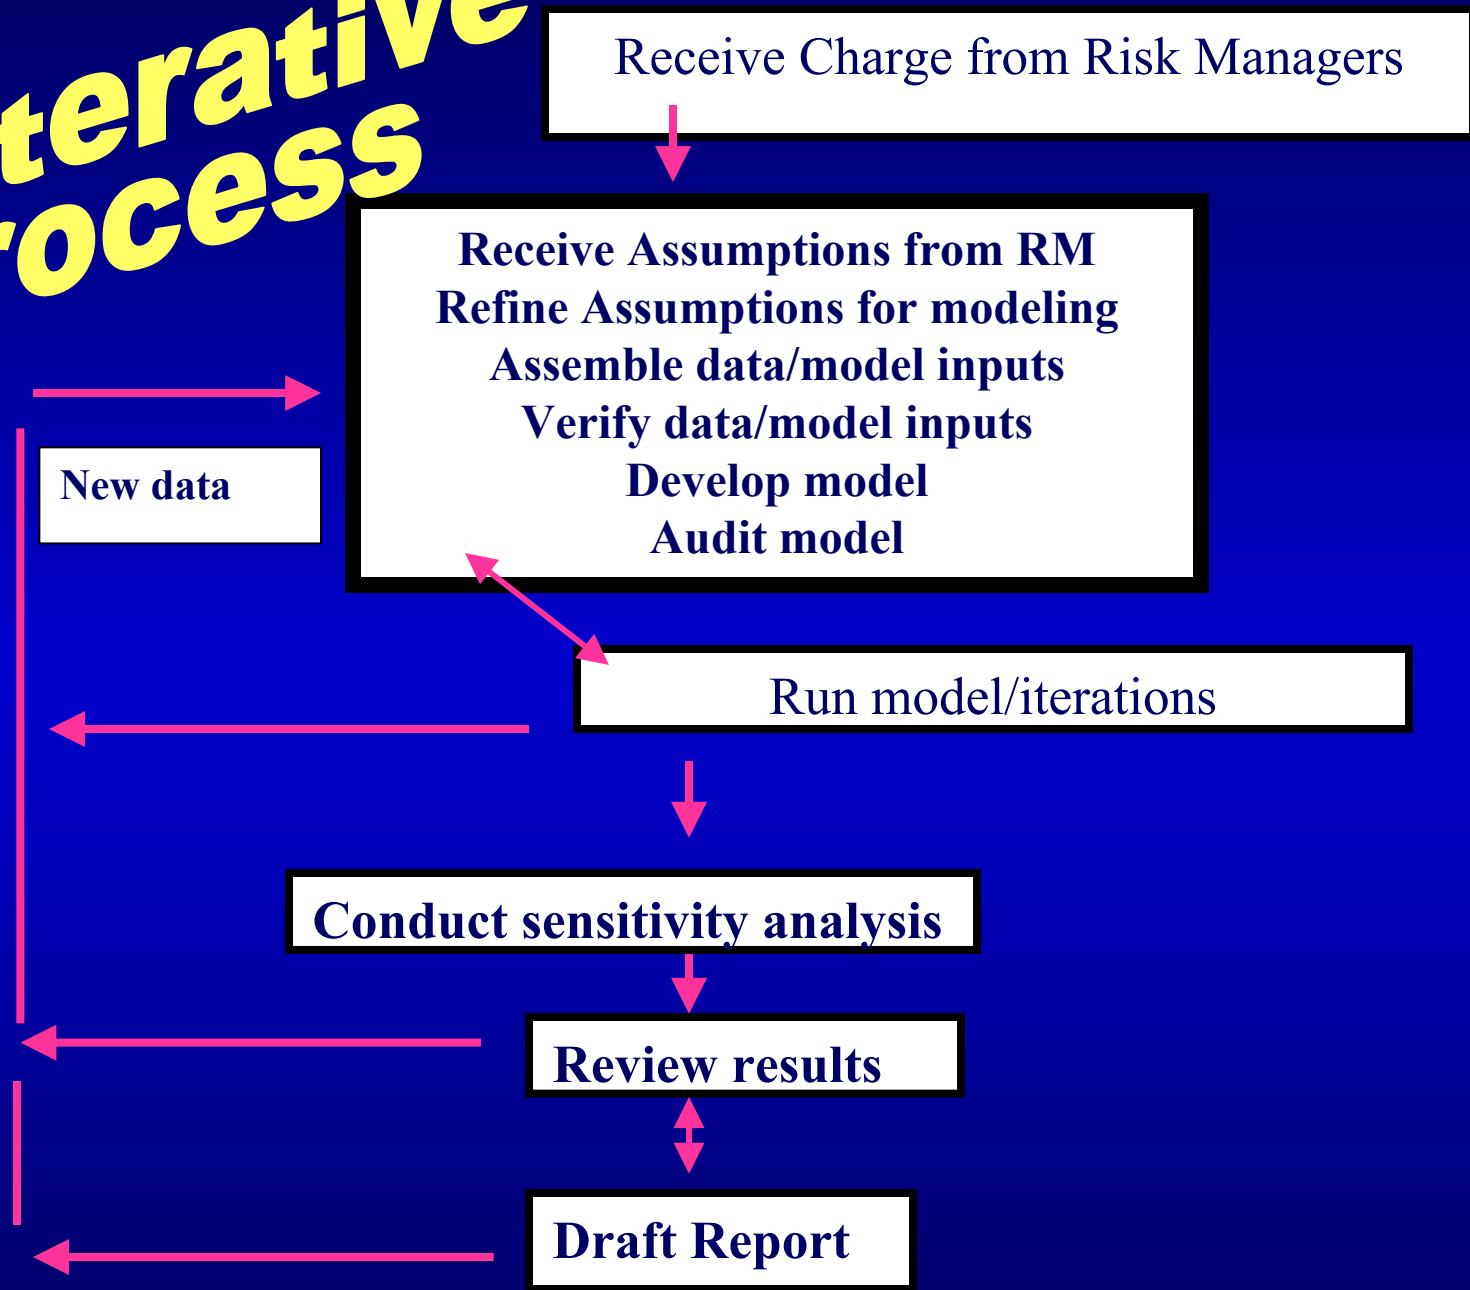 terative
rocess
Receive Charge from Risk Managers
Receive Assumptions from RM
Refine Assumptions for modeling
Assemble data/model inputs
Verify data/model inputs
Develop model
Audit model
New data
Run model/iterations
Conduct sensitivity analysis
Review results
Draft Report